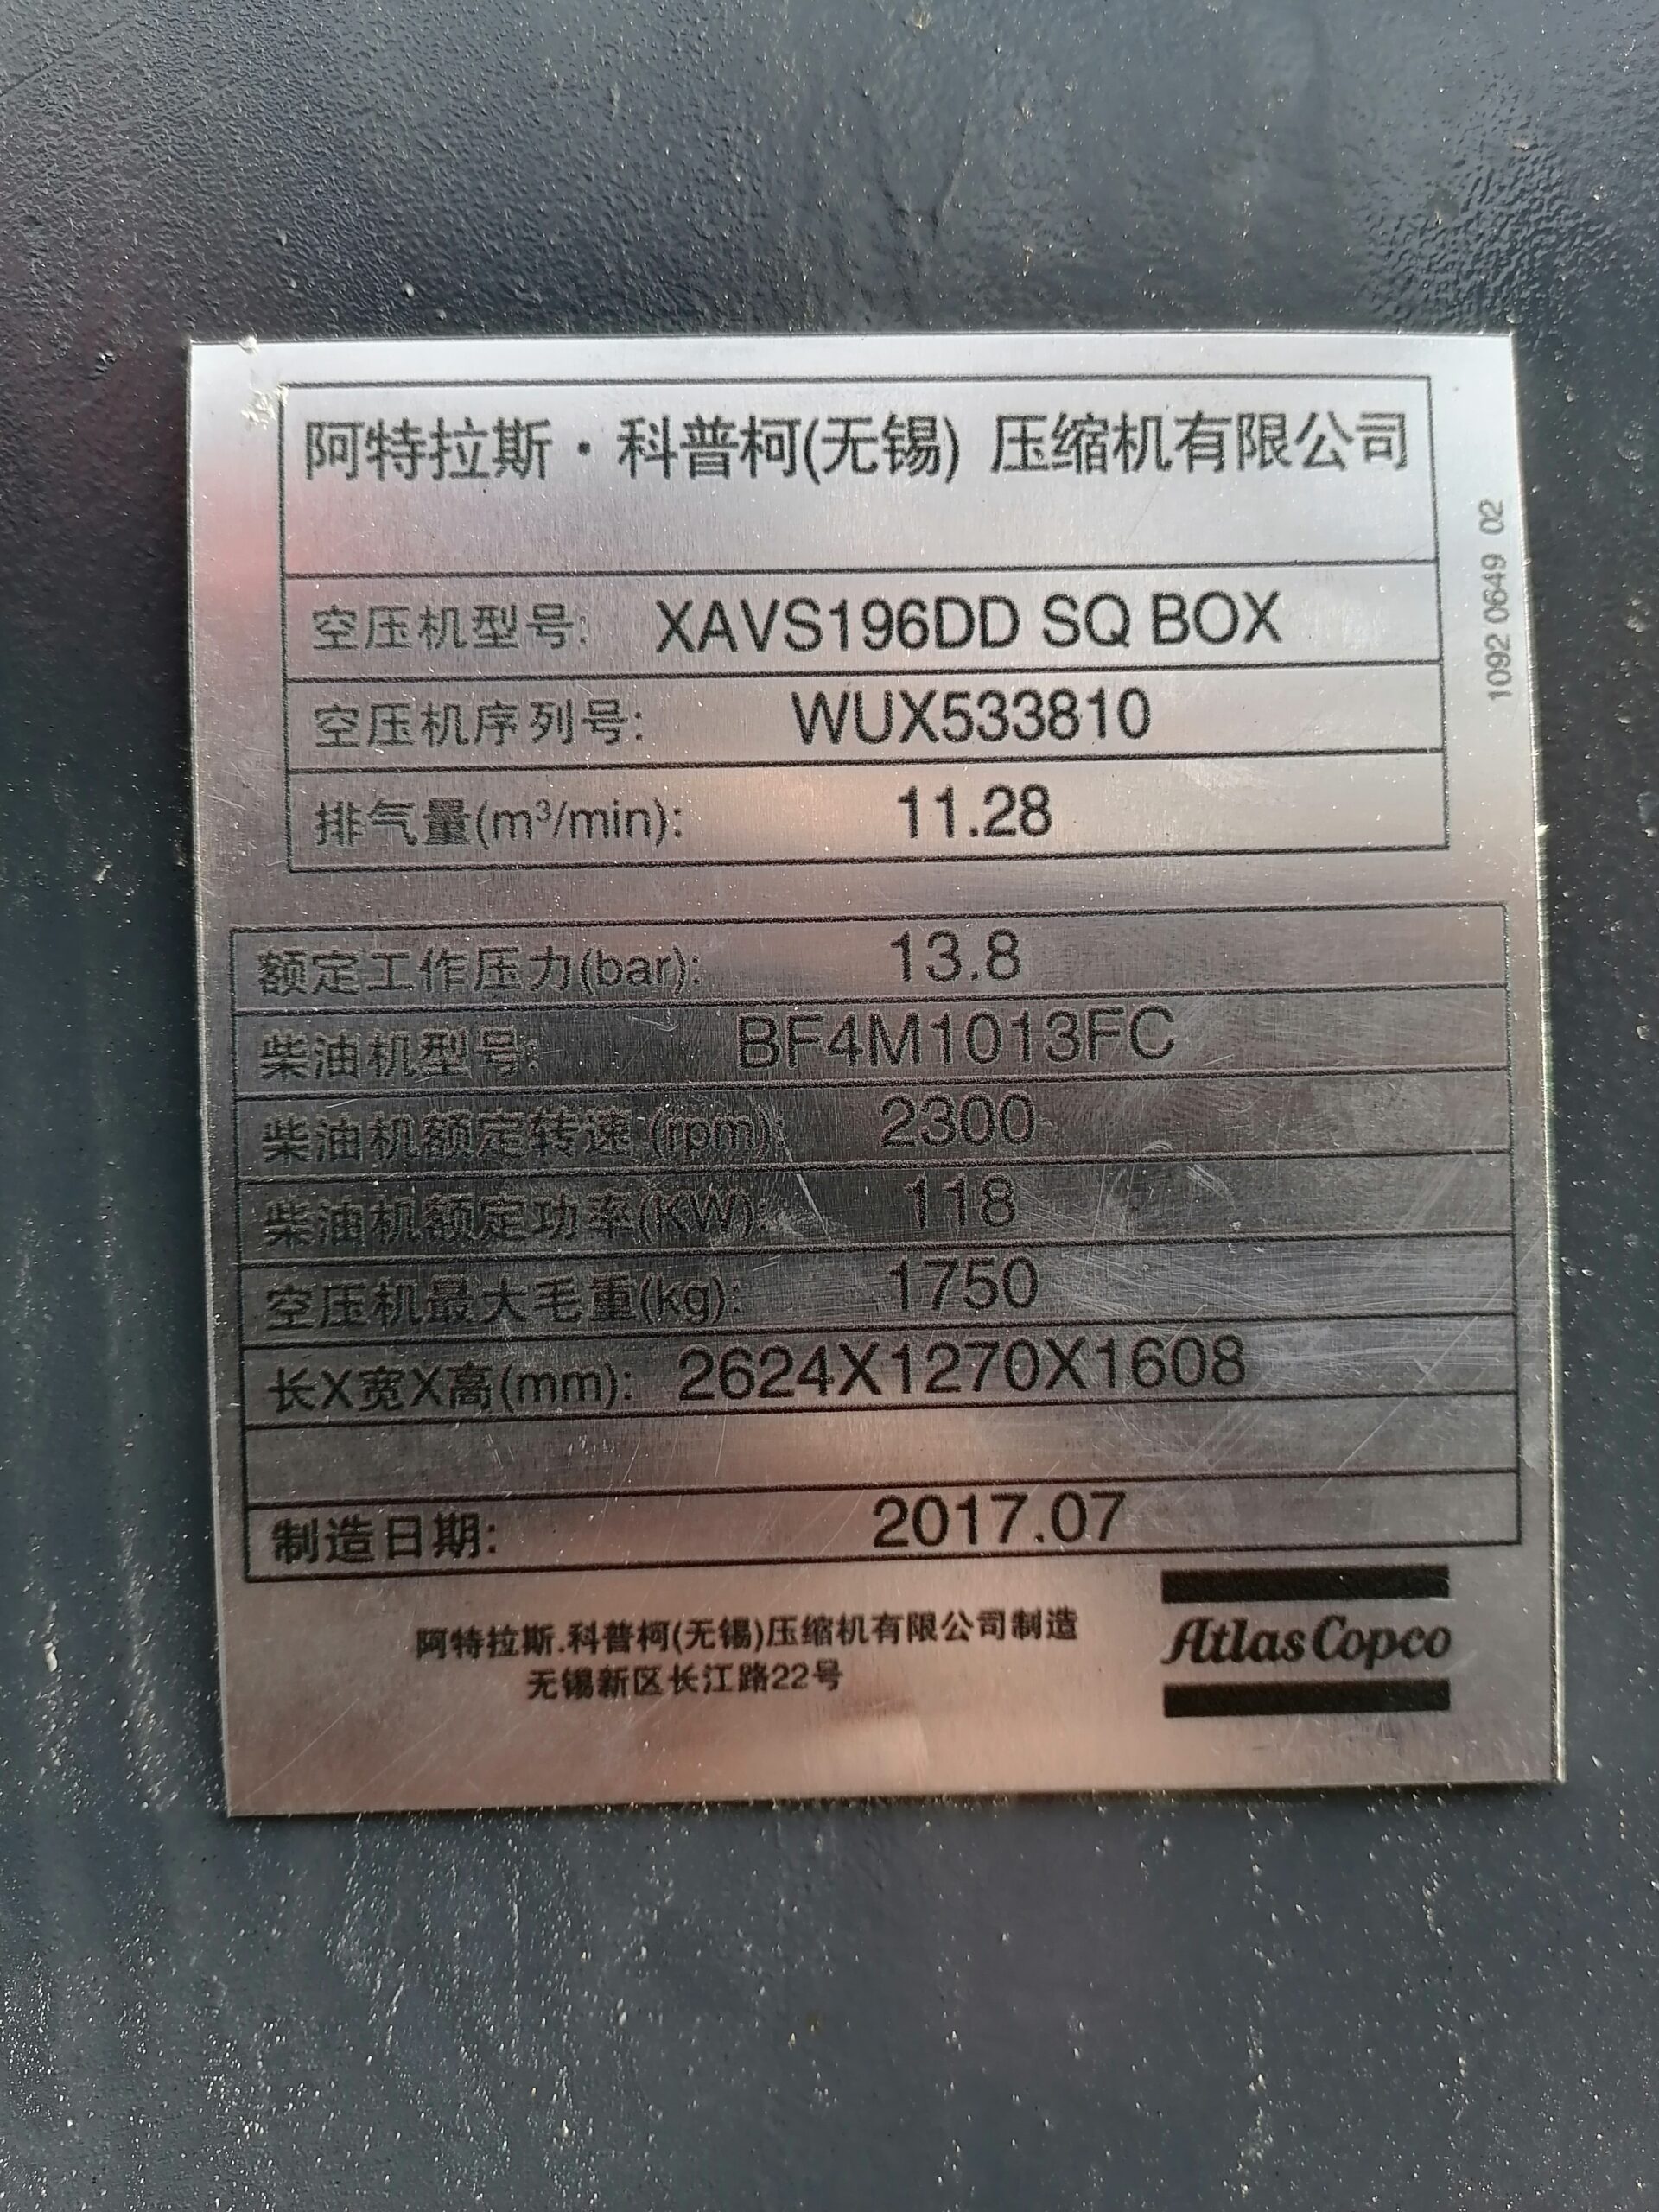 阿特拉斯·科普柯(无锡) 压缩机有限公司
1092 0649 02
空压机型号: XAVS196DD SQ BOX
空压机序列号: WUX533810
排气量(m³/min): 11.28
额定工作压力(bar): 13.8
柴油机型号: BF4M1013FC
柴油机额定转速(rpm): 2300
柴油机额定功率(KW): 118
空压机最大毛重(kg): 1750
长X宽X高(mm): 2624X1270X1608
制造日期: 2017.07
阿特拉斯.科普柯(无锡)压缩机有限公司制造
无锡新区长江路22号
Atlas Copco